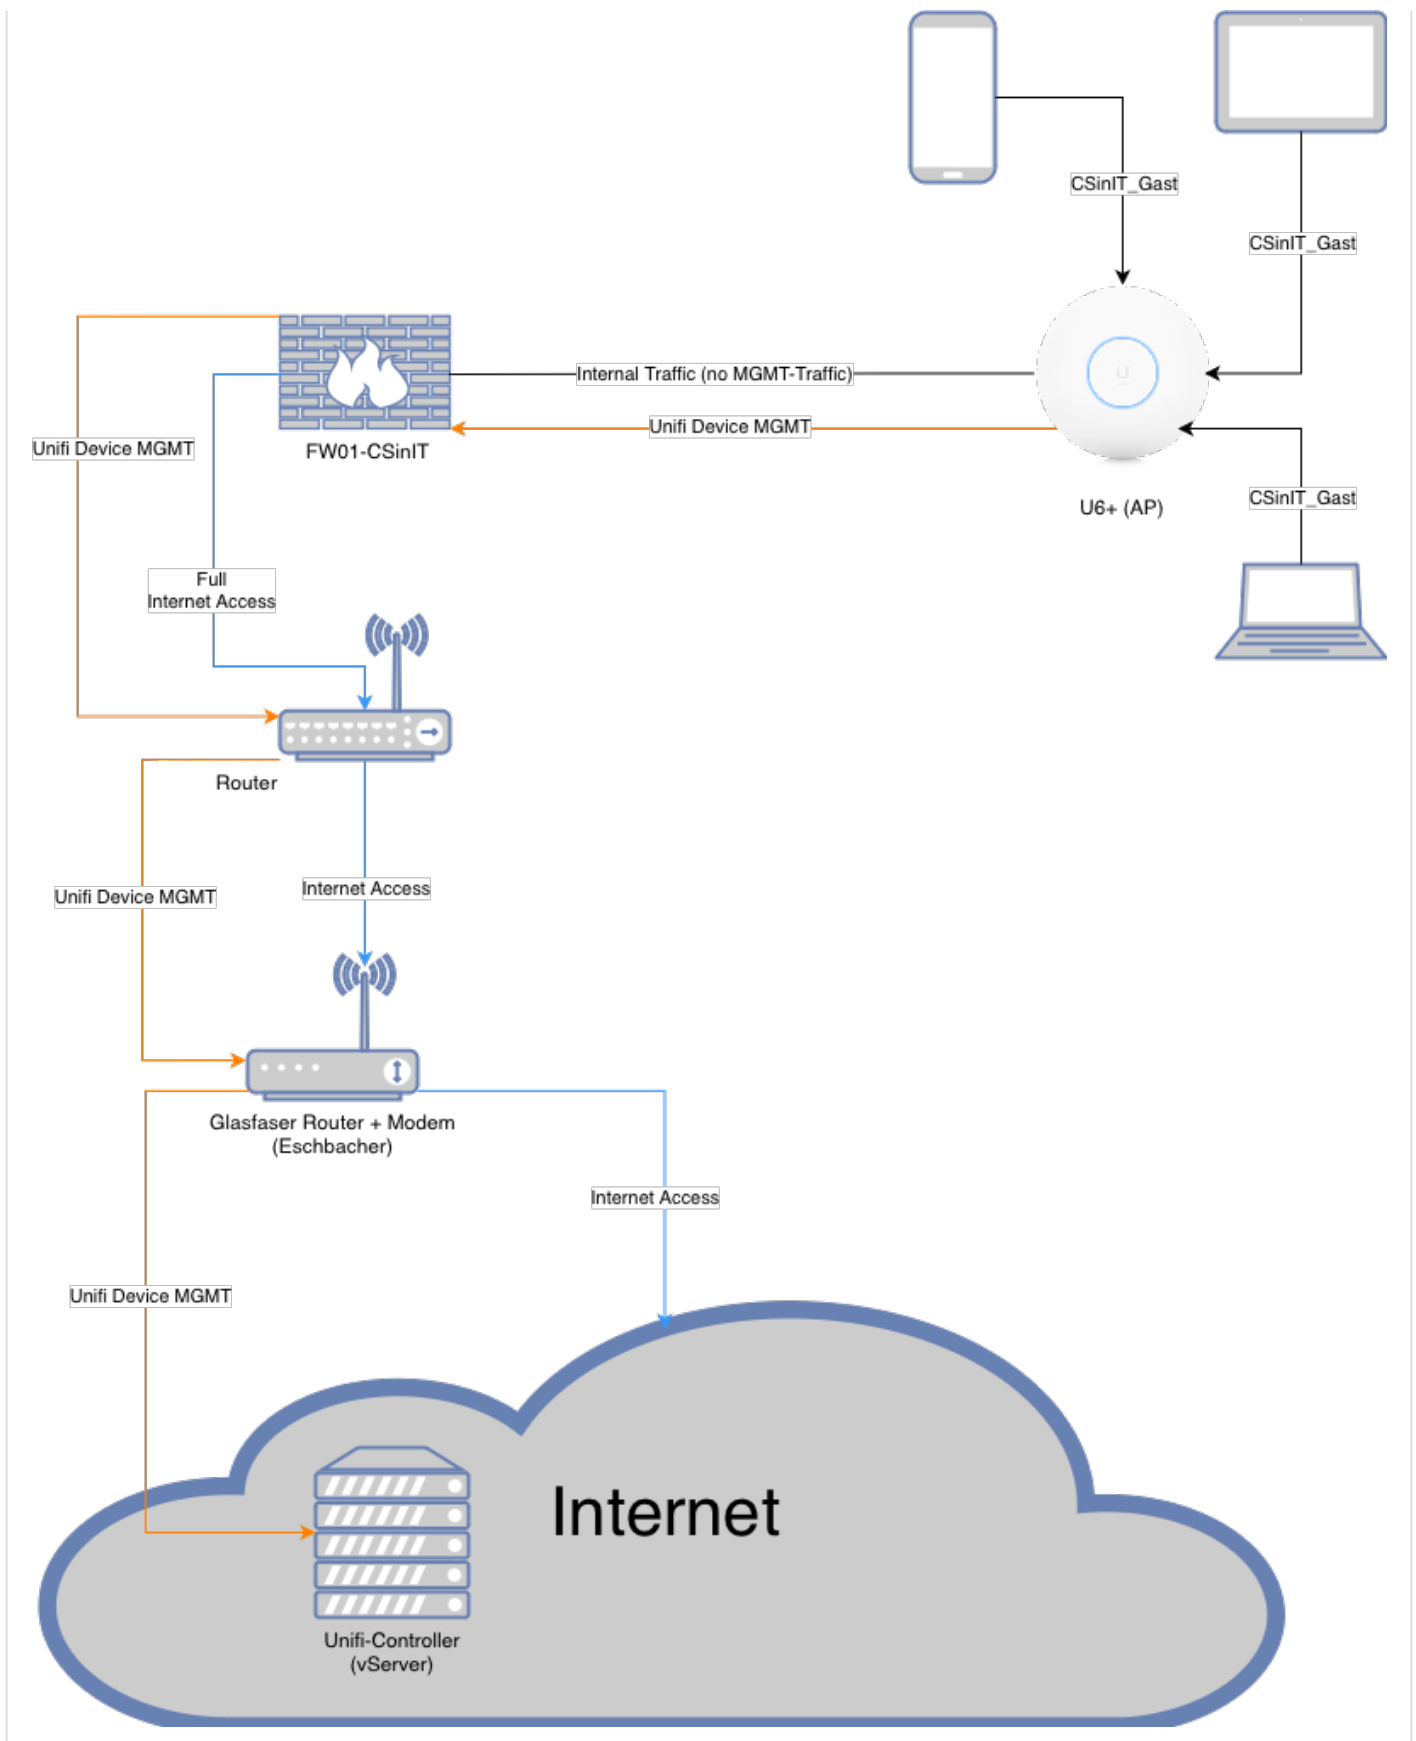 CSinIT_Gast
CSinIT_Gast
Internal Traffic (no MGMT-Traffic)
Unifi Device MGMT
Unifi Device MGMT
FW01-CSinIT
CSinIT_Gast
U6+ (AP)
Full
Internet Access
Router
Unifi Device MGMT
Internet Access
Glasfaser Router + Modem
(Eschbacher)
Internet Access
Unifi Device MGMT
Internet
Unifi-Controller
(vServer)